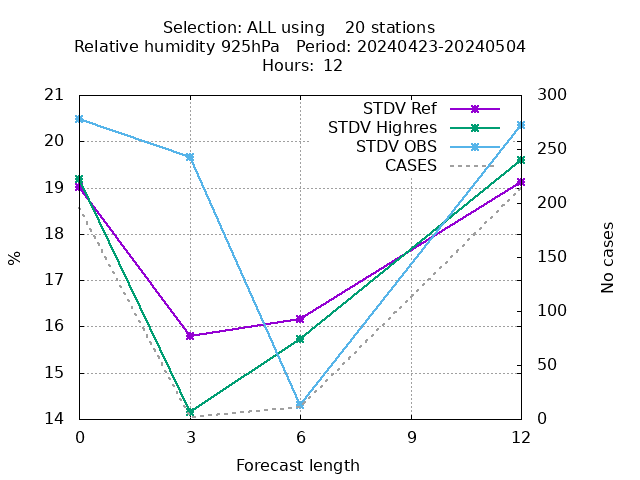 Selection: ALL using    20 stations
Relative humidity 925hPa   Period: 20240423-20240504
Hours:  12
STDV Ref
STDV Highres
STDV OBS
CASES
21
20
19
18
17
16
15
14
%
300
250
200
150
100
50
0
No cases
0 3 6 9 12
Forecast length